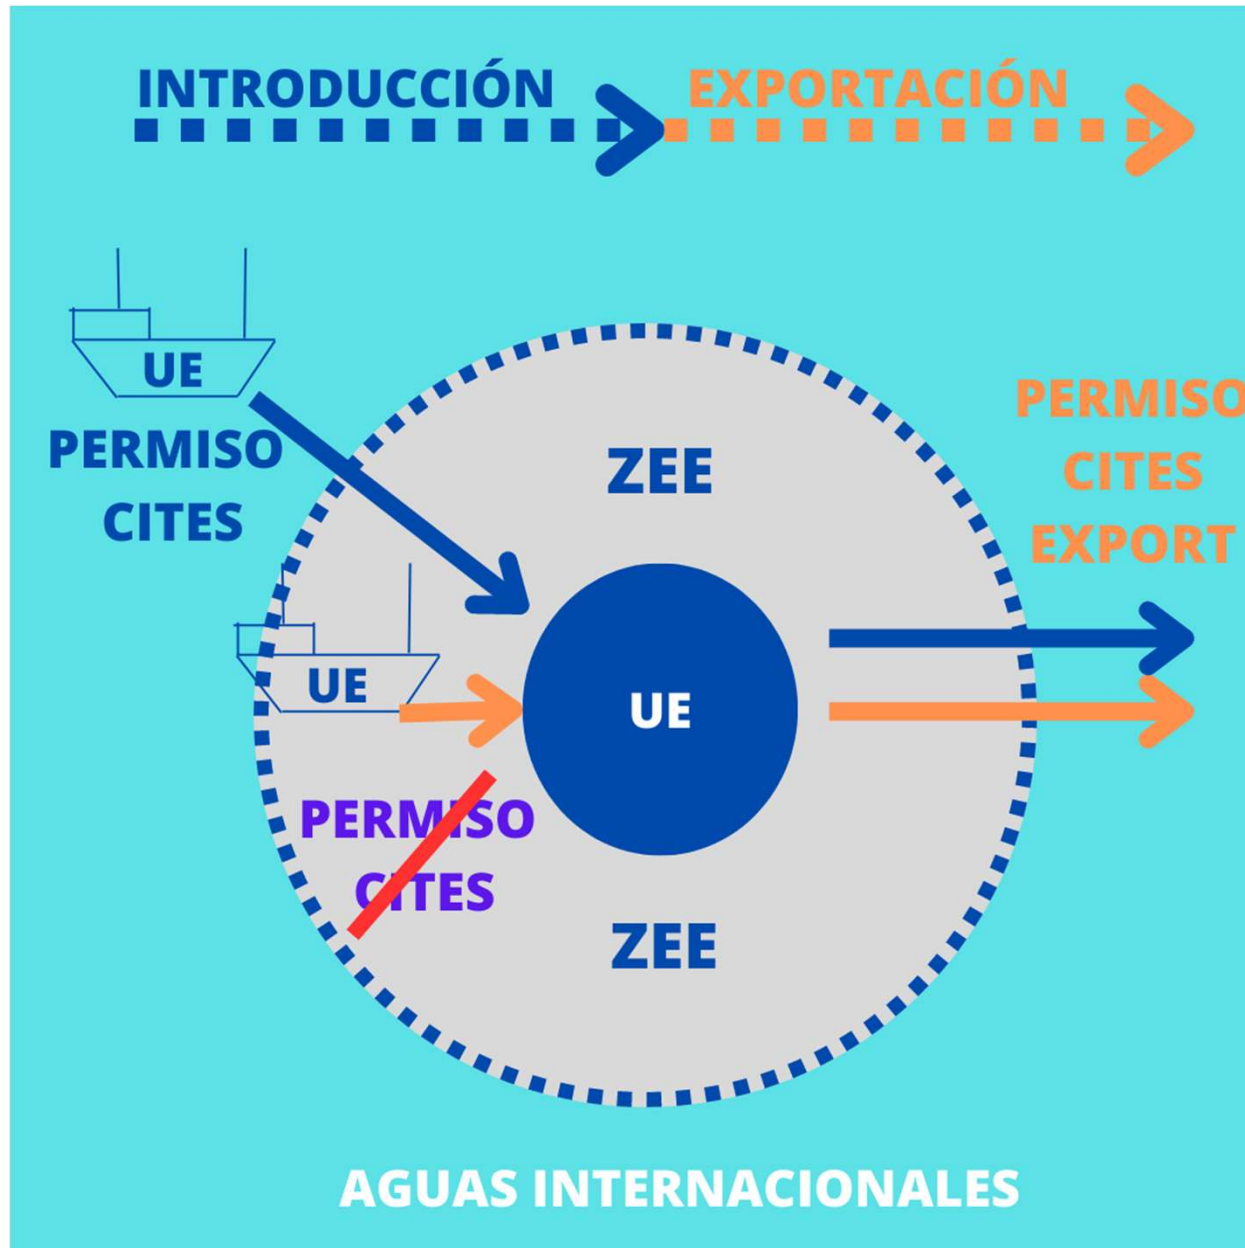 INTRODUCCIÓN
EXPORTACIÓN
UE
PERMISO
CITES
ZEE
PERMISO
CITES
EXPORT
UE
UE
PERMISO
CITES
ZEE
AGUAS INTERNACIONALES